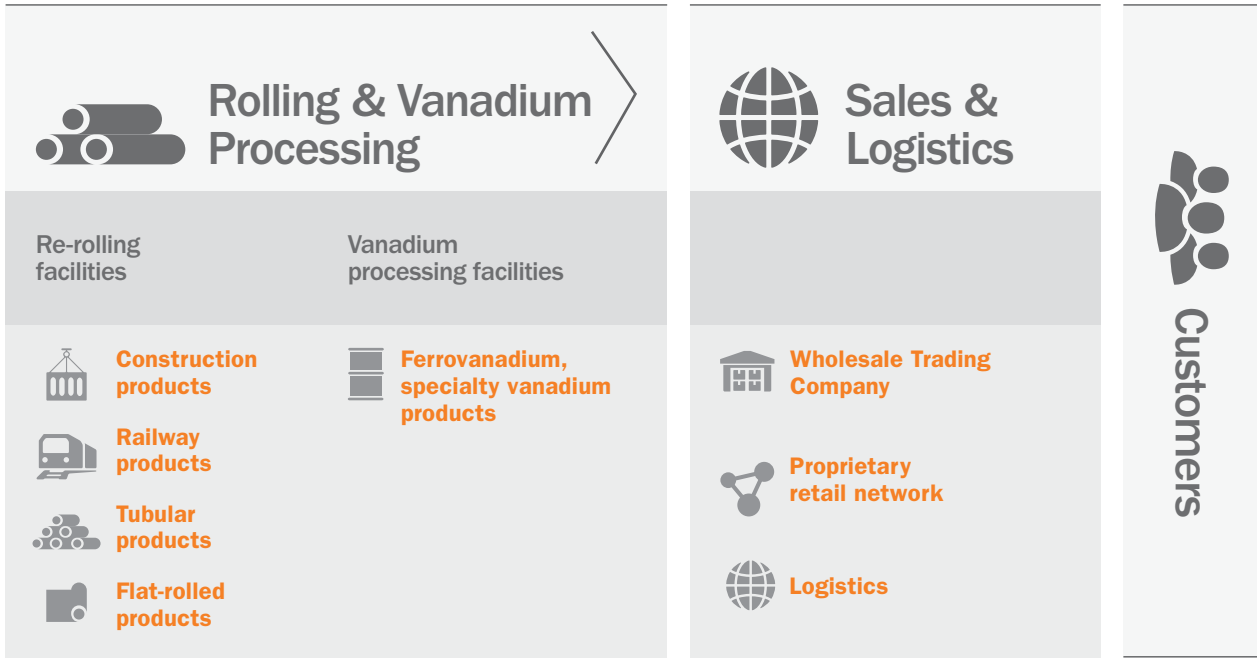 Rolling & Vanadium
Processing
Re-rolling
facilities
Vanadium
processing facilities
Construction
products
Railway
products
Tubular
products
Flat-rolled
products
Ferrovanadium,
specialty vanadium
products
Sales &
Logistics
Wholesale Trading
Company
Proprietary
retail network
Logistics
Customers